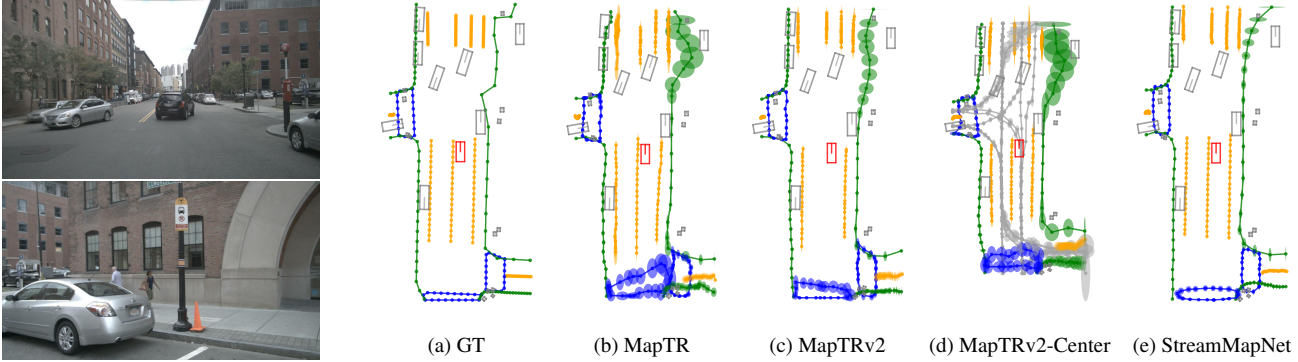 (a) GT
(b) MapTR
(c) MapTRv2
(d) MapTRv2-Center
(e) StreamMapNet